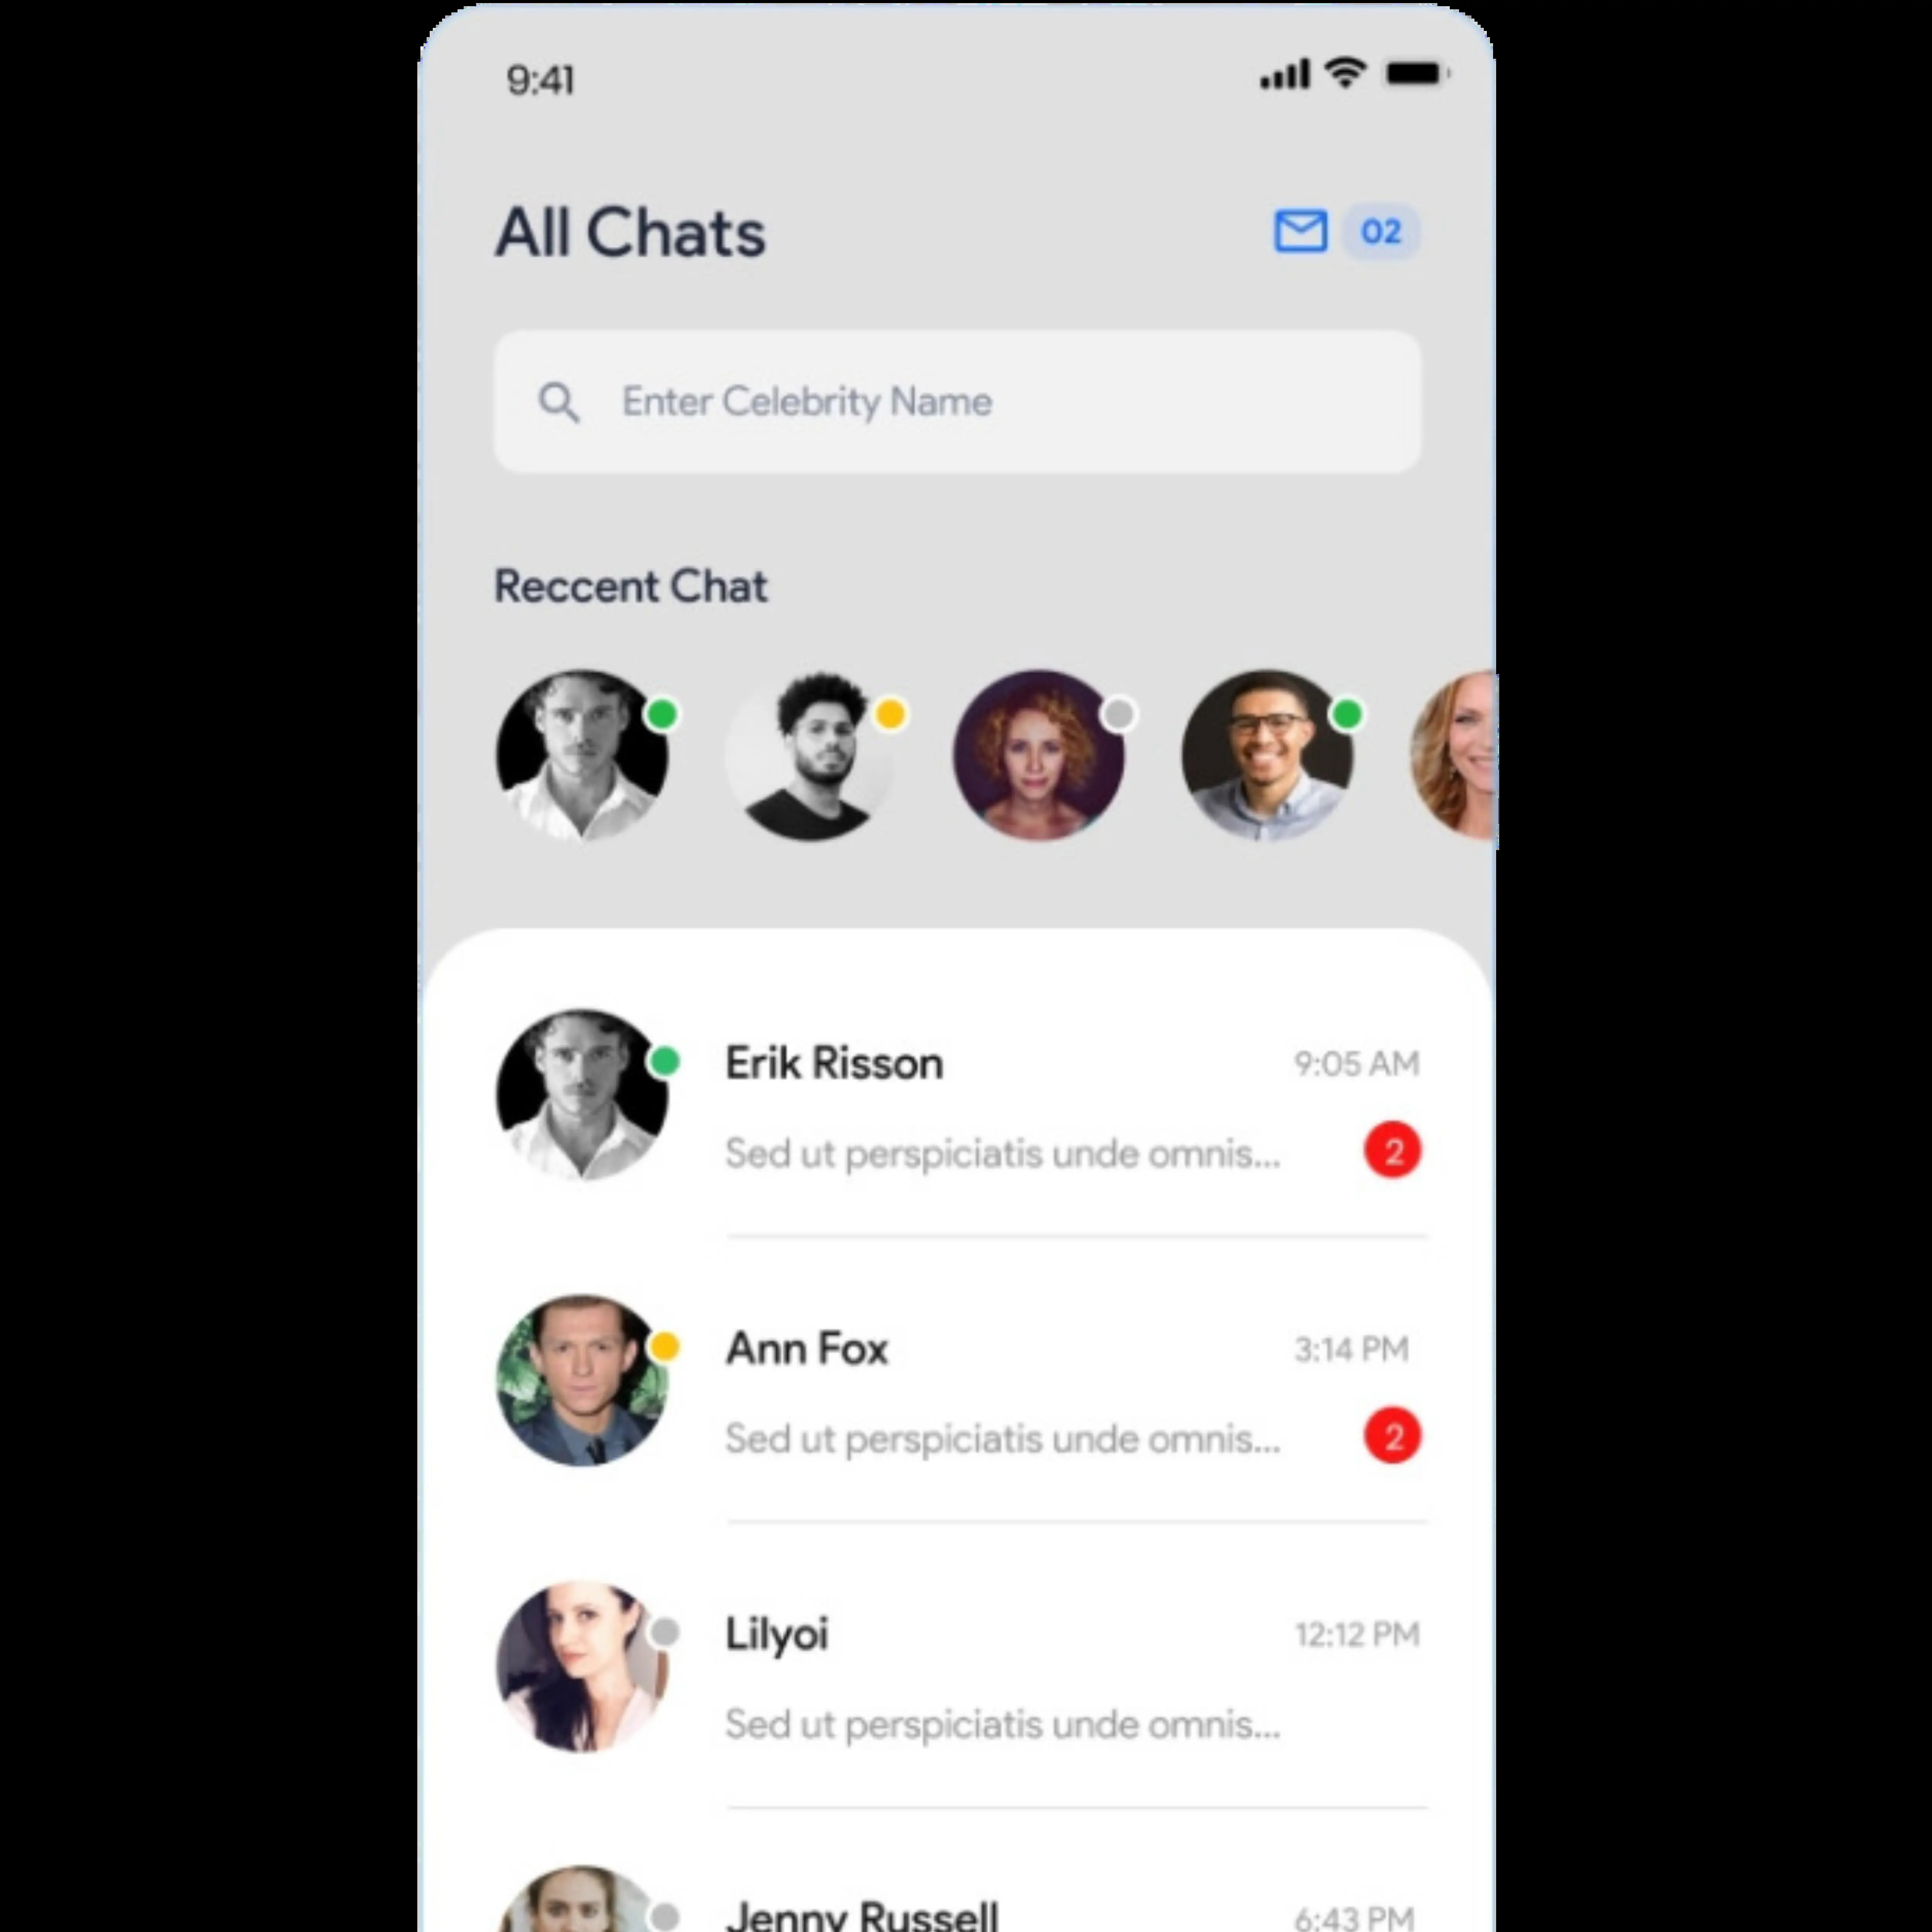 9:41
All Chats
02
Enter Celebrity Name
Reccent Chat
Erik Risson
9:05 AM
Sed ut perspiciatis unde omnis...
2
Ann Fox
3:14 PM
Sed ut perspiciatis unde omnis...
2
Lilyoi
12:12 PM
Sed ut perspiciatis unde omnis...
Jenny Russell
6:43 PM